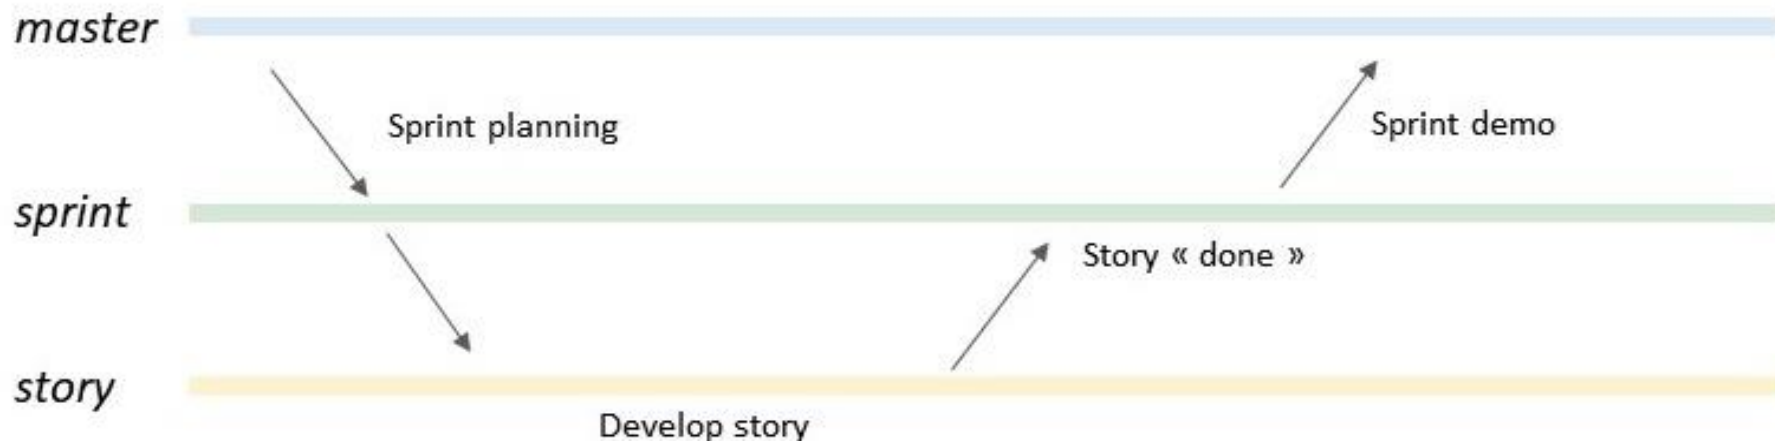 master
Sprint planning
Sprint demo
sprint
Story « done »
story
Develop story